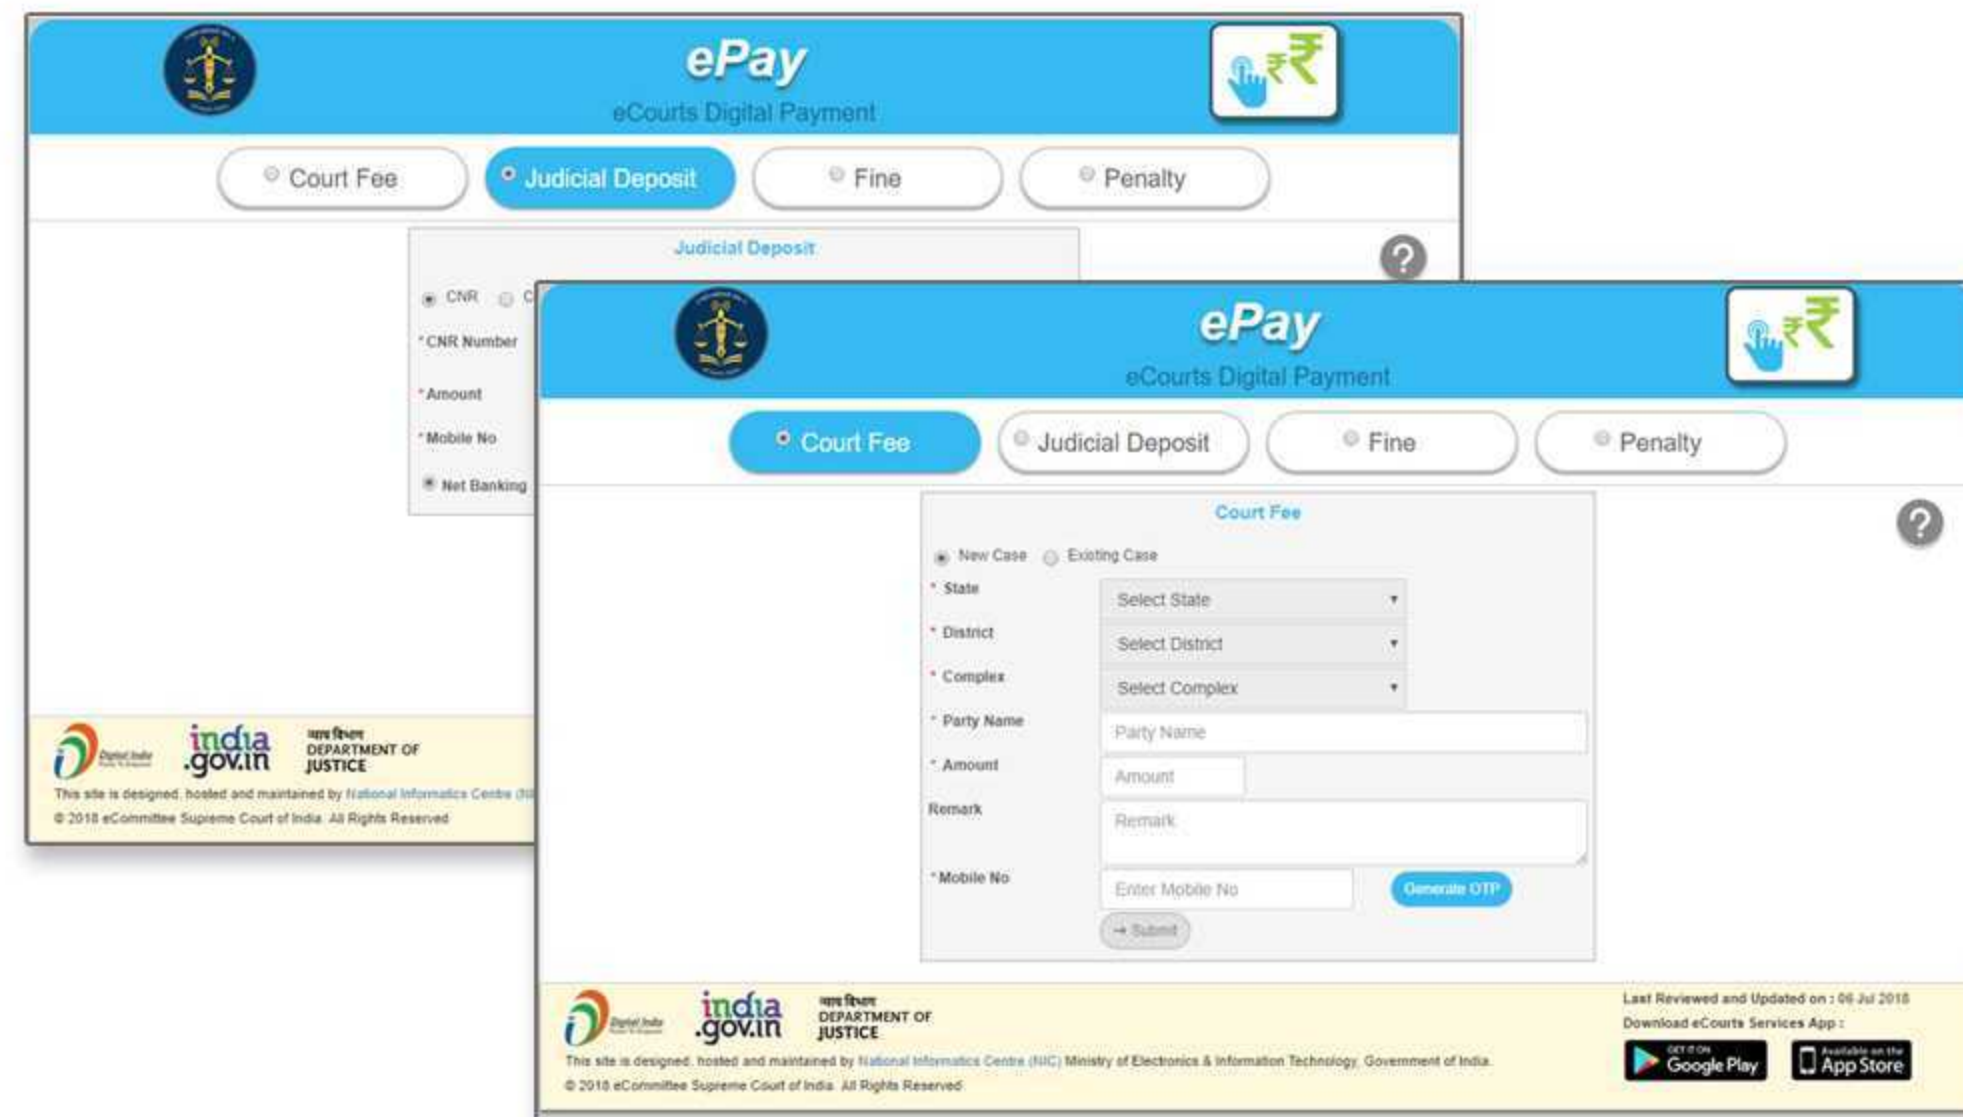 ePay
eCourts Digital Payment
Court Fee
Judicial Deposit
Fine
Penalty
Judicial Deposit
?
CNR C
*CNR Number
*Amount
*Mobile No
Net Banking
Digital India
india
.gov.in
न्याय विभाग
DEPARTMENT OF
JUSTICE
This site is designed, hosted and maintained by National Informatics Centre (NI
© 2018 eCommittee Supreme Court of India. All Rights Reserved
ePay
eCourts Digital Payment
Court Fee
Judicial Deposit
Fine
Penalty
Court Fee
?
New Case Existing Case
* State Select State
* District Select District
* Complex Select Complex
* Party Name Party Name
* Amount Amount
Remark Remark
*Mobile No Enter Mobile No Generate OTP
→ Submit
Digital India
india
.gov.in
न्याय विभाग
DEPARTMENT OF
JUSTICE
This site is designed, hosted and maintained by National Informatics Centre (NIC) Ministry of Electronics & Information Technology, Government of India.
© 2018 eCommittee Supreme Court of India. All Rights Reserved
Last Reviewed and Updated on : 06 Jul 2018
Download eCourts Services App :
GET IT ON
Google Play
Available on the
App Store